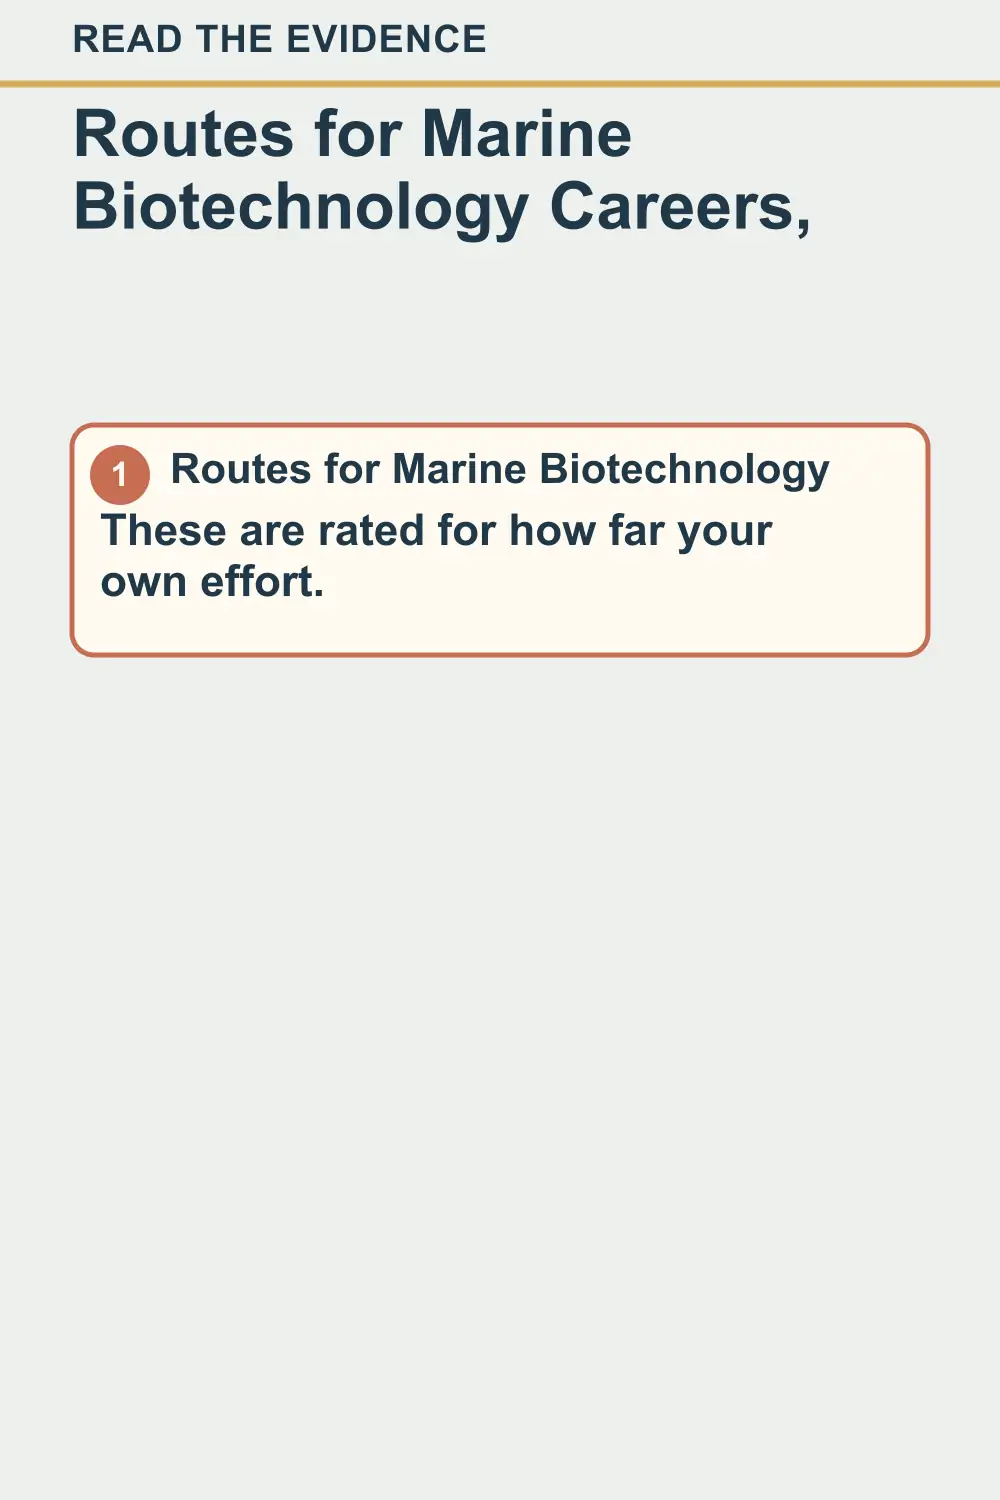 READ THE EVIDENCE
Routes for Marine
Biotechnology Careers,
1 Routes for Marine Biotechnology
These are rated for how far your
own effort.